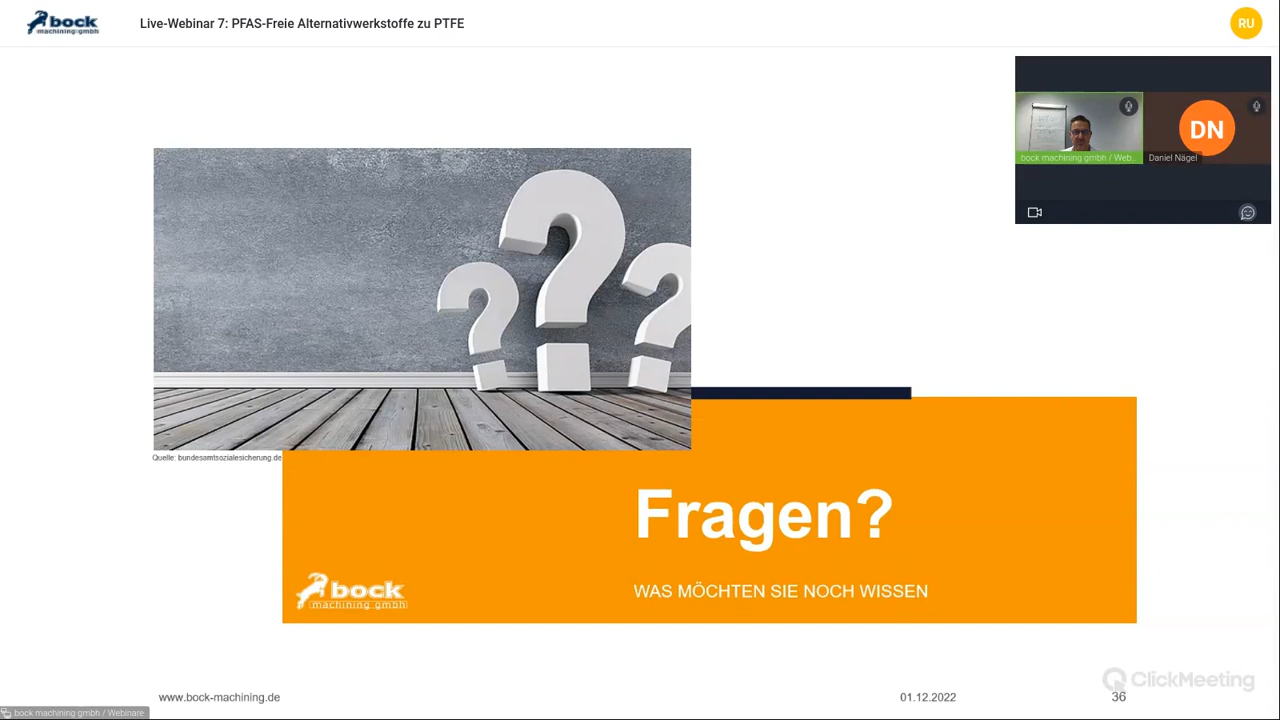 bock
machining gmbh
Live-Webinar 7: PFAS-Freie Alternativwerkstoffe zu PTFE
RU
DN
bock machining gmbh / Web...
Daniel Nägel
Quelle: bundesamtsozialesicherung.de
Fragen?
WAS MÖCHTEN SIE NOCH WISSEN
bock
machining gmbh
www.bock-machining.de
01.12.2022
36
ClickMeeting
bock machining gmbh / Webinare